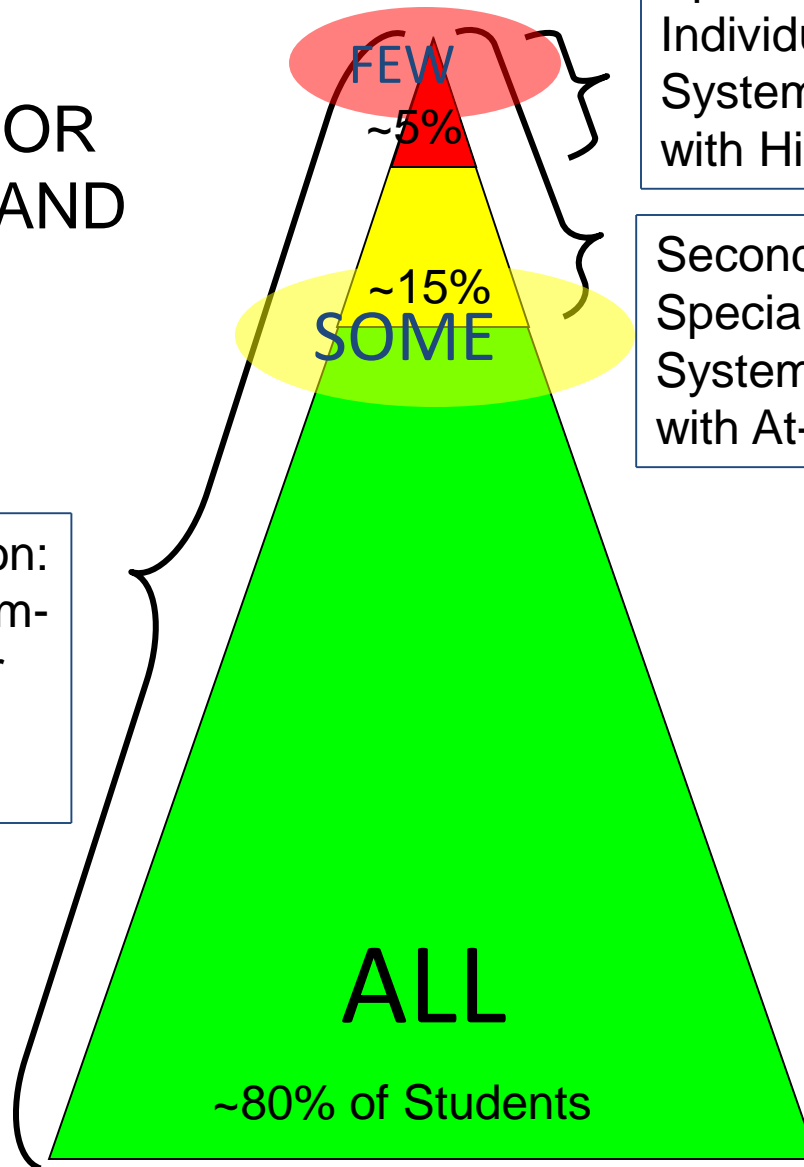 OR
AND
FEW
~5%
Individu
System
with Hi
~15%
SOME
Second
Specia
System
with At-
on:
m-
ALL
~80% of Students